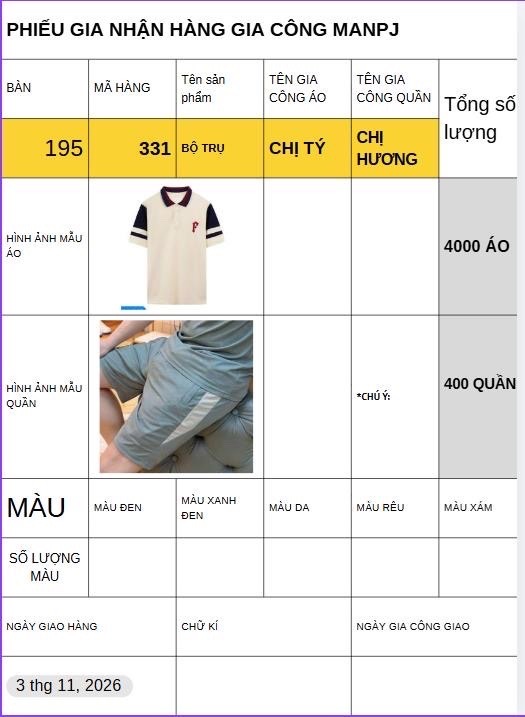 PHIẾU GIA NHẬN HÀNG GIA CÔNG MANPJ
BÀN
MÃ HÀNG
Tên sản
phẩm
TÊN GIA
CÔNG ÁO
TÊN GIA
CÔNG QUẦN
Tổng số
lượng
195
331
BỘ TRỤ
CHỊ TÝ
CHỊ
HƯƠNG
HÌNH ẢNH MẪU
ÁO
4000 ÁO
HÌNH ẢNH MẪU
QUẦN
*CHÚ Ý:
400 QUẦN
MÀU
MÀU ĐEN
MÀU XANH
ĐEN
MÀU DA
MÀU RÊU
MÀU XÁM
SỐ LƯỢNG
MÀU
NGÀY GIAO HÀNG
CHỮ KÍ
NGÀY GIA CÔNG GIAO
3 thg 11, 2026